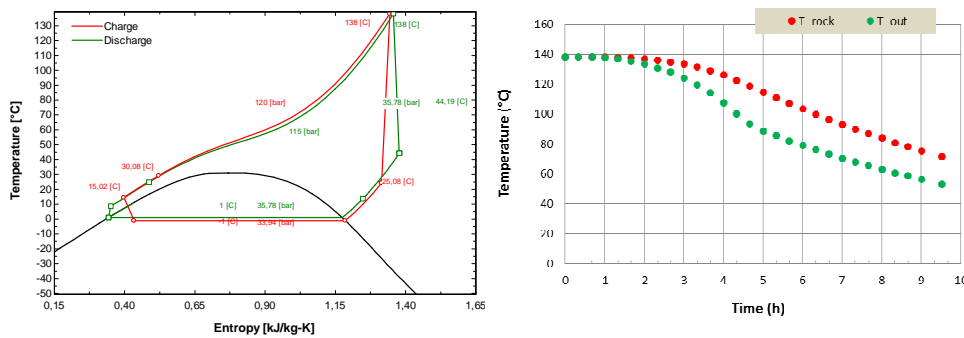 Charge
Discharge
138 [C]
138 [C]
120 [bar]
115 [bar]
35,78 [bar]
44,19 [C]
30,08 [C]
15,02 [C]
25,08 [C]
1 [C]
35,78 [bar]
-1 [C]
33,94 [bar]
130
120
110
100
90
80
70
60
50
40
30
20
10
0
-10
-20
-30
-40
-50
Temperature [°C]
0,15
0,40
0,65
0,90
1,15
1,40
1,65
Entropy [kJ/kg-K]
T_rock
T_out
160
140
120
100
80
60
40
20
0
Temperature (°C)
0
1
2
3
4
5
6
7
8
9
10
Time (h)